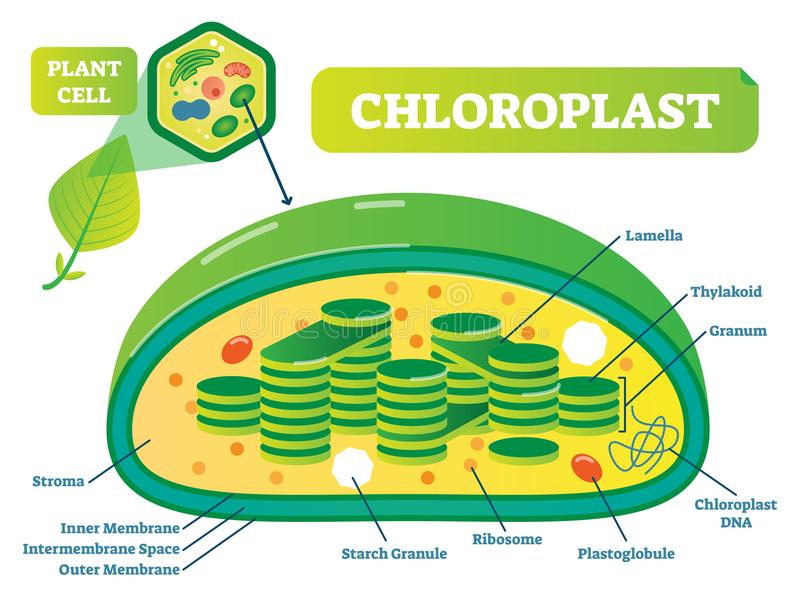 PLANT
CELL
CHLOROPLAST
Lamella
Thylakoid
Granum
dreamstime
Stroma
Inner Membrane
Intermembrane Space
Outer Membrane
Starch Granule
Ribosome
Plastoglobule
Chloroplast
DNA